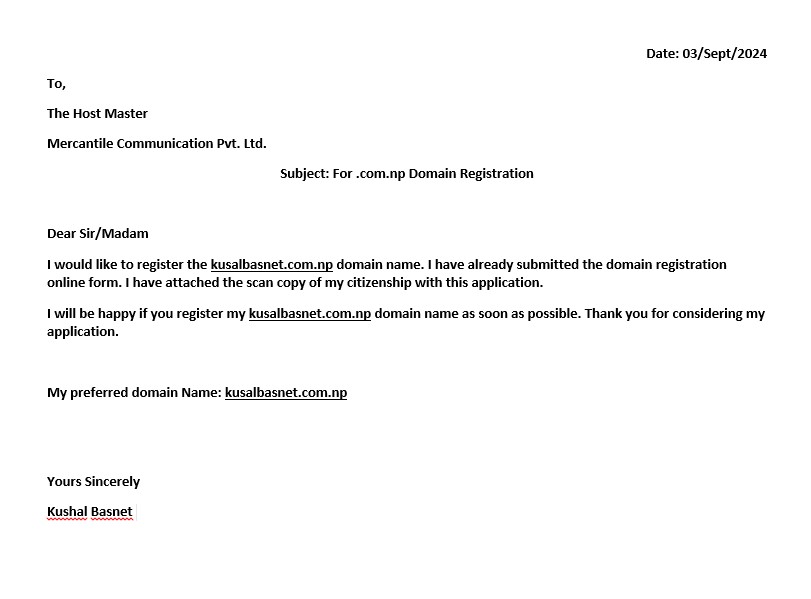 Date: 03/Sept/2024
To,
The Host Master
Mercantile Communication Pvt. Ltd.
Subject: For .com.np Domain Registration
Dear Sir/Madam
I would like to register the kusalbasnet.com.np domain name. I have already submitted the domain registration
online form. I have attached the scan copy of my citizenship with this application.
I will be happy if you register my kusalbasnet.com.np domain name as soon as possible. Thank you for considering my
application.
My preferred domain Name: kusalbasnet.com.np
Yours Sincerely
Kushal Basnet